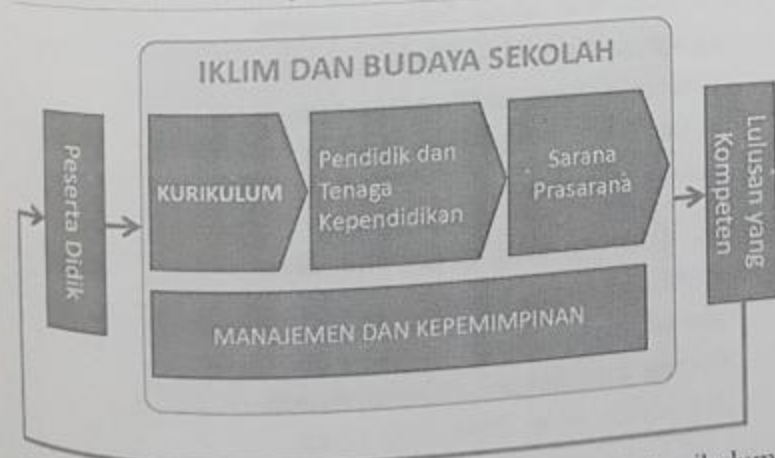 IKLIM DAN BUDAYA SEKOLAH
Peserta Didik
KURIKULUM
Pendidik dan
Tenaga
Kependidikan
Sarana
Prasarana
Lulusan yang
Kompeten
MANAJEMEN DAN KEPEMIMPINAN